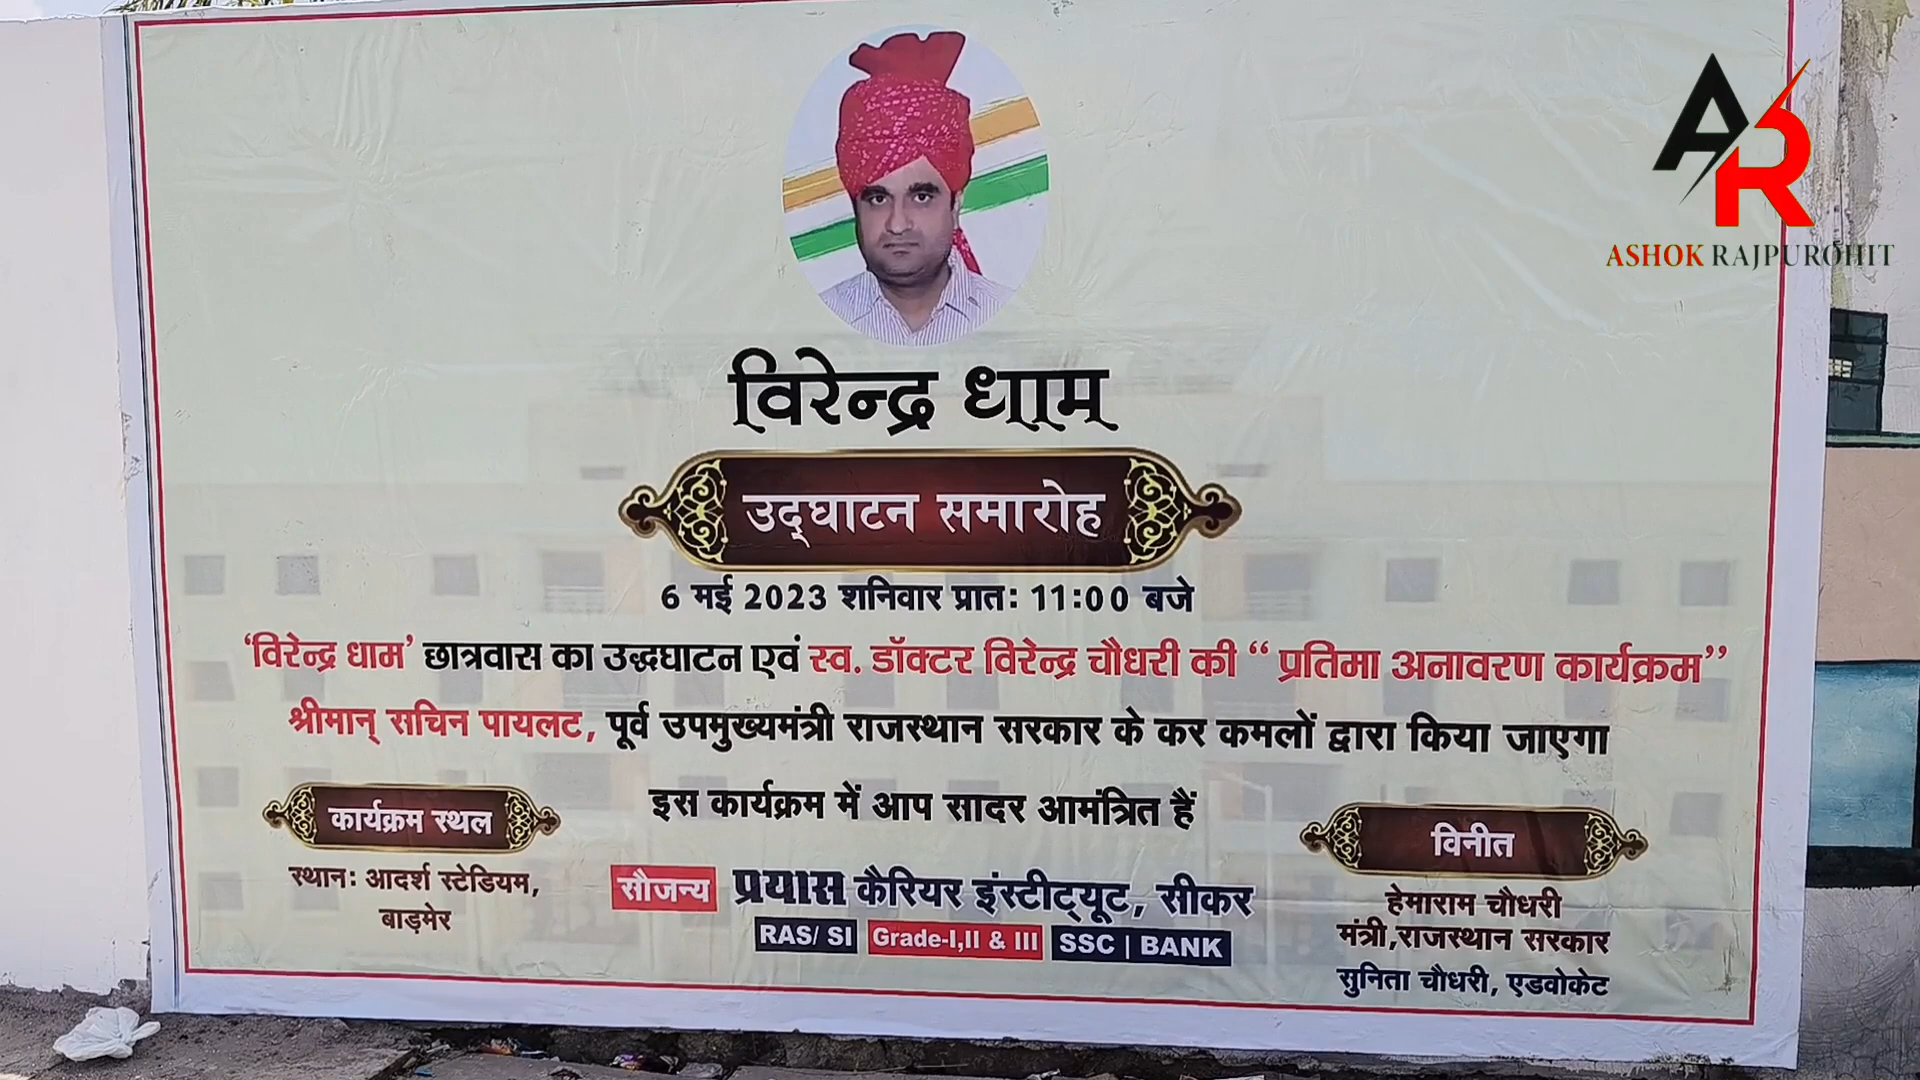 AR
ASHOK RAJPUROHIT
विरेन्द्र धाम
उद्घाटन समारोह
6 मई 2023 शनिवार प्रातः 11:00 बजे
‘विरेन्द्र धाम’ छात्रवास का उद्धघाटन एवं स्व. डॉक्टर विरेन्द्र चौधरी की “ प्रतिमा अनावरण कार्यक्रम”
श्रीमान् सचिन पायलट, पूर्व उपमुख्यमंत्री राजस्थान सरकार के कर कमलों द्वारा किया जाएगा
इस कार्यक्रम में आप सादर आमंत्रित हैं
कार्यक्रम स्थल
स्थानः आदर्श स्टेडियम,
बाड़मेर
सौजन्य प्रयास कैरियर इंस्टीट्यूट, सीकर
RAS/ SI Grade-I,II & III SSC | BANK
विनीत
हेमाराम चौधरी
मंत्री,राजस्थान सरकार
सुनिता चौधरी, एडवोकेट